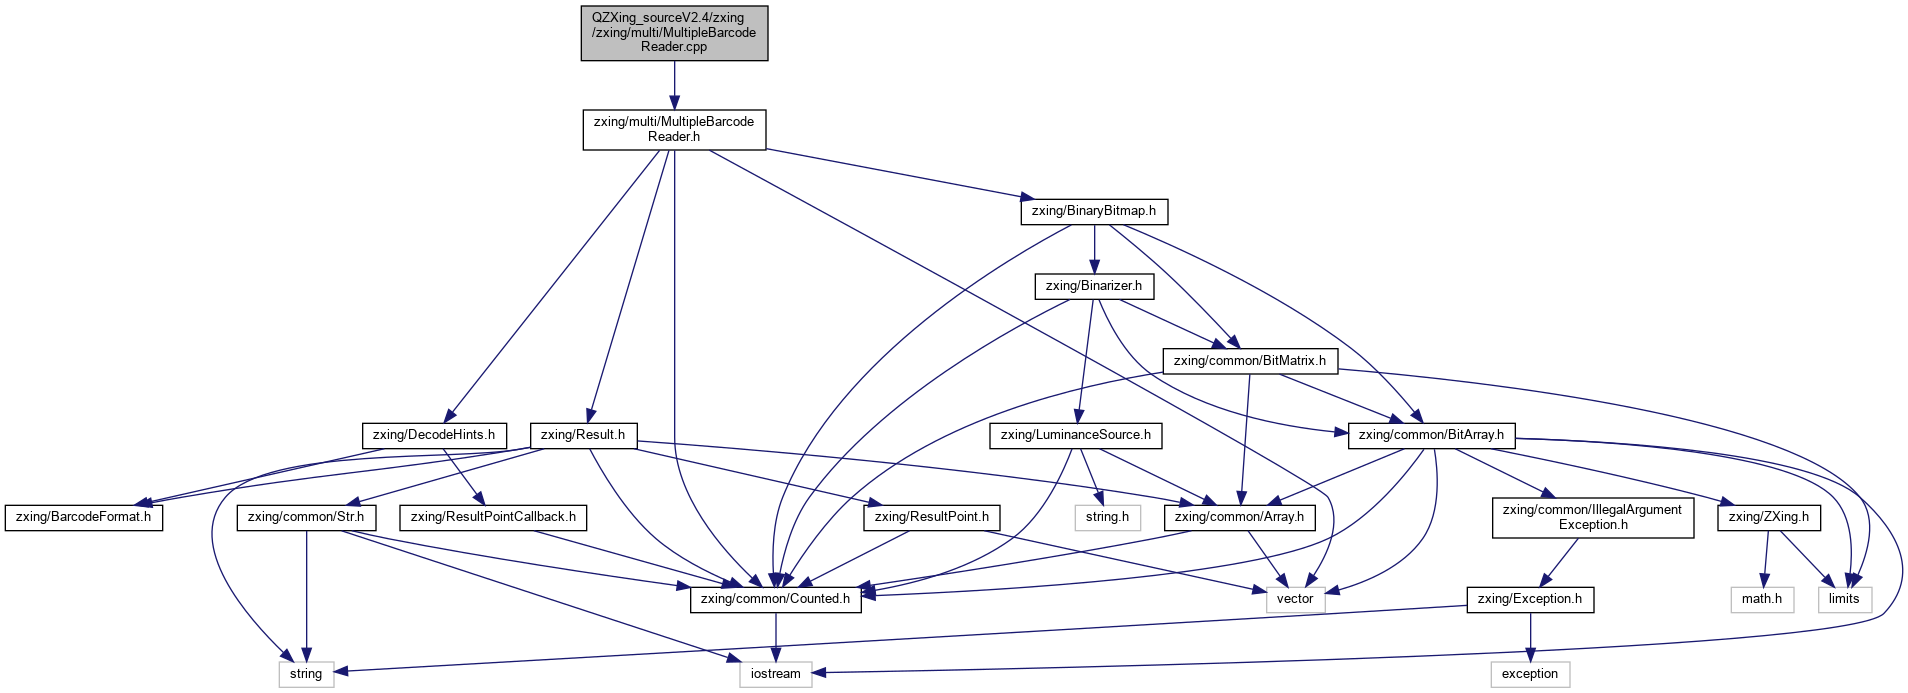 QZXing_sourceV2.4/zxing
/zxing/multi/MultipleBarcode
Reader.cpp
zxing/multi/MultipleBarcode
Reader.h
zxing/BinaryBitmap.h
zxing/Binarizer.h
zxing/common/BitMatrix.h
zxing/DecodeHints.h
zxing/Result.h
zxing/LuminanceSource.h
zxing/common/BitArray.h
zxing/BarcodeFormat.h
zxing/common/Str.h
zxing/ResultPointCallback.h
zxing/ResultPoint.h
string.h
zxing/common/Array.h
zxing/common/IllegalArgument
Exception.h
zxing/ZXing.h
zxing/common/Counted.h
vector
zxing/Exception.h
math.h
limits
string
iostream
exception